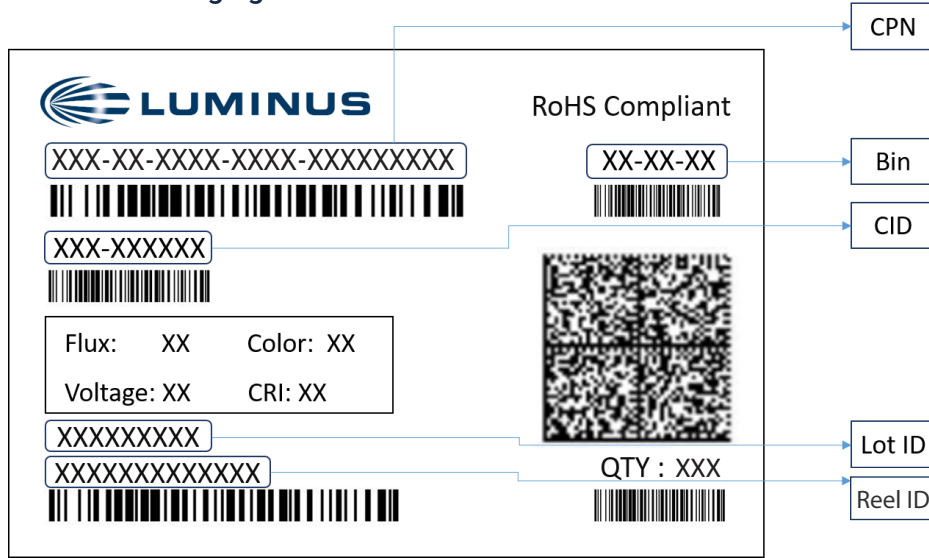 CPN
LUMINUS
RoHS Compliant
XXX-XX-XXXX-XXXX-XXXXXXXXX
XX-XX-XX
Bin
XXX-XXXXXX
CID
Flux: XX Color: XX
Voltage: XX CRI: XX
XXXXXXXXX
Lot ID
XXXXXXXXXXXXX
QTY : XXX
Reel ID